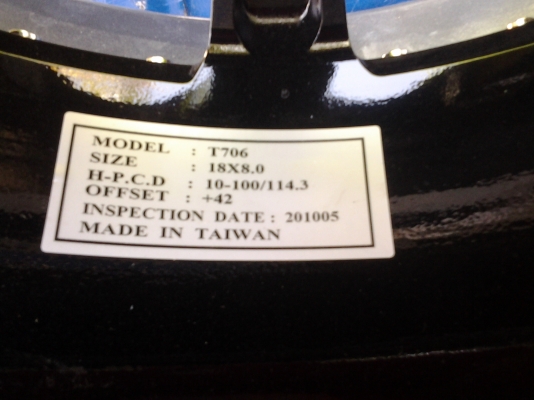 MODEL : T706
SIZE : 18X8.0
H-P.C.D : 10-100/114.3
OFFSET : +42
INSPECTION DATE : 201005
MADE IN TAIWAN